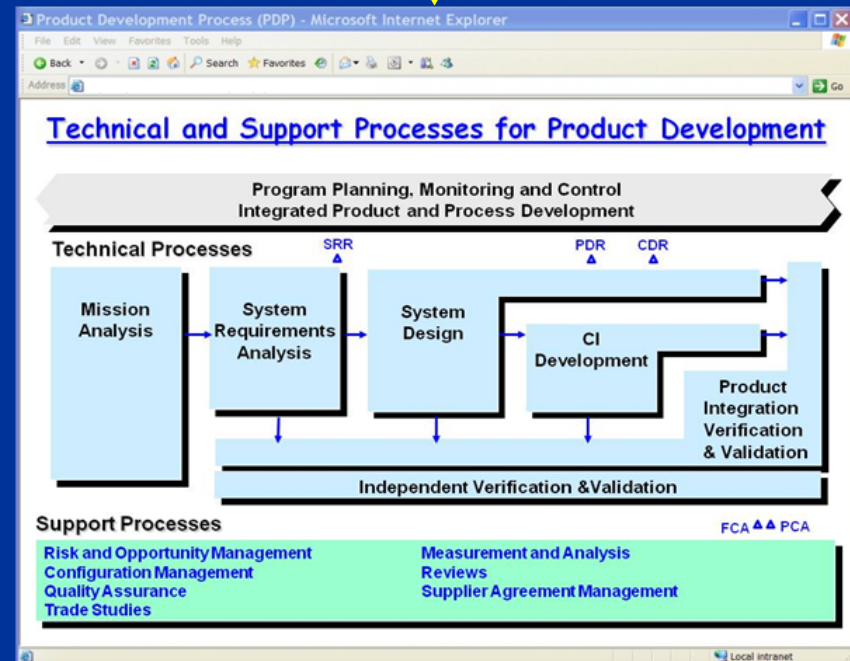 Product Development Process (PDP) - Microsoft Internet Explorer
File Edit View Favorites Tools Help
Back Search Favorites
Address Go
Technical and Support Processes for Product Development
Program Planning, Monitoring and Control
Integrated Product and Process Development
Technical Processes
SRR
PDR CDR
Mission
Analysis
System
Requirements
Analysis
System
Design
CI
Development
Product
Integration
Verification
& Validation
Independent Verification &Validation
Support Processes
FCA PCA
Risk and Opportunity Management
Configuration Management
Quality Assurance
Trade Studies
Measurement and Analysis
Reviews
Supplier Agreement Management
Local intranet